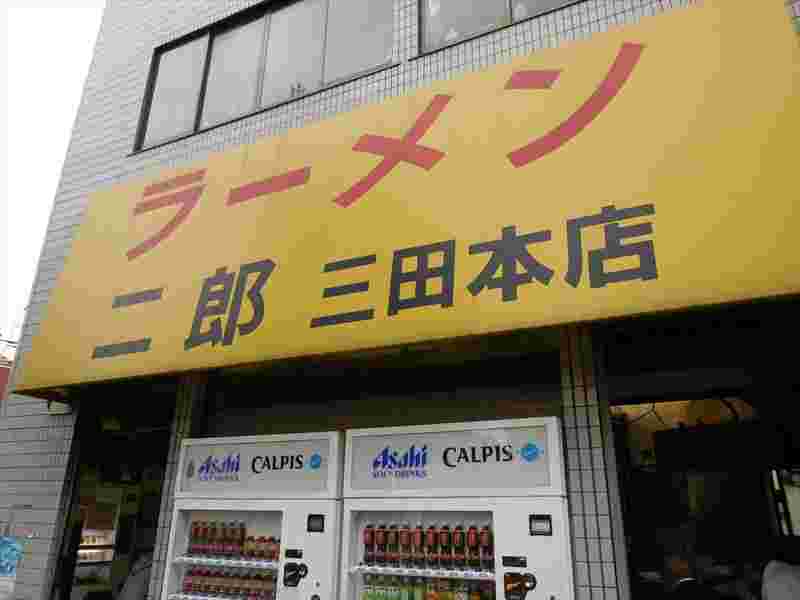 ラーメン
二郎 三田本店
Asahi CALPIS
SOFT DRINKS
Asahi CALPIS
SOFT DRINKS